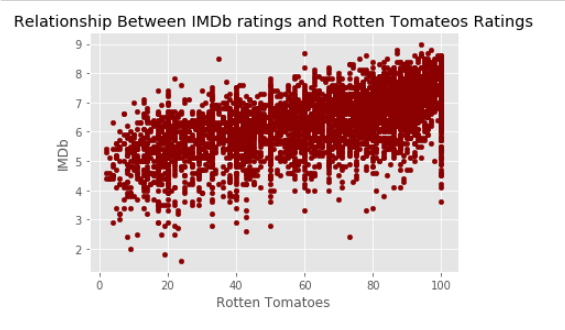 Relationship Between IMDb ratings and Rotten Tomateos Ratings
9
8
7
6
5
4
3
2
IMDb
0 20 40 60 80 100
Rotten Tomatoes